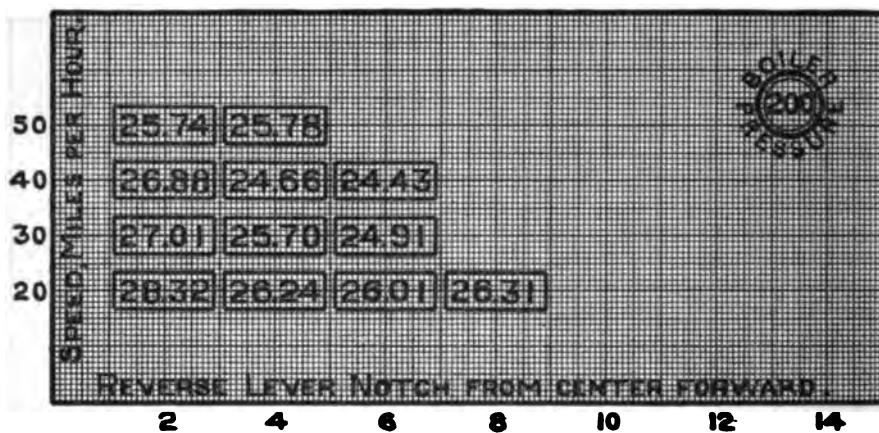 BOILER
200
PRESSURE
SPEED, MILES PER HOUR.
50 25.74 25.78
40 26.88 24.66 24.43
30 27.01 25.70 24.91
20 28.32 26.24 26.01 26.31
REVERSE LEVER NOTCH FROM CENTER FORWARD.
2 4 6 8 10 12 14